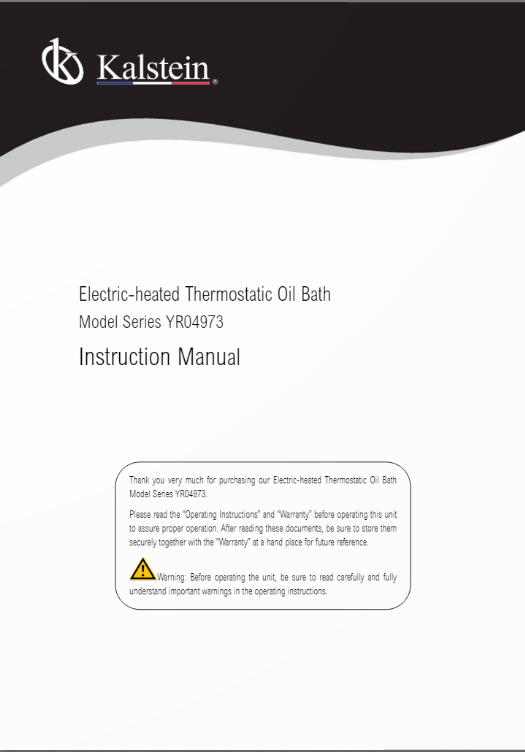 Kalstein®
Electric-heated Thermostatic Oil Bath
Model Series YR04973
Instruction Manual
Thank you very much for purchasing our Electric-heated Thermostatic Oil Bath
Model Series YR04973.
Please read the "Operating Instructions" and "Warranty" before operating this unit
to assure proper operation. After reading these documents, be sure to store them
securely together with the "Warranty" at a hand place for future reference.
Warning: Before operating the unit, be sure to read carefully and fully
understand important warnings in the operating instructions.